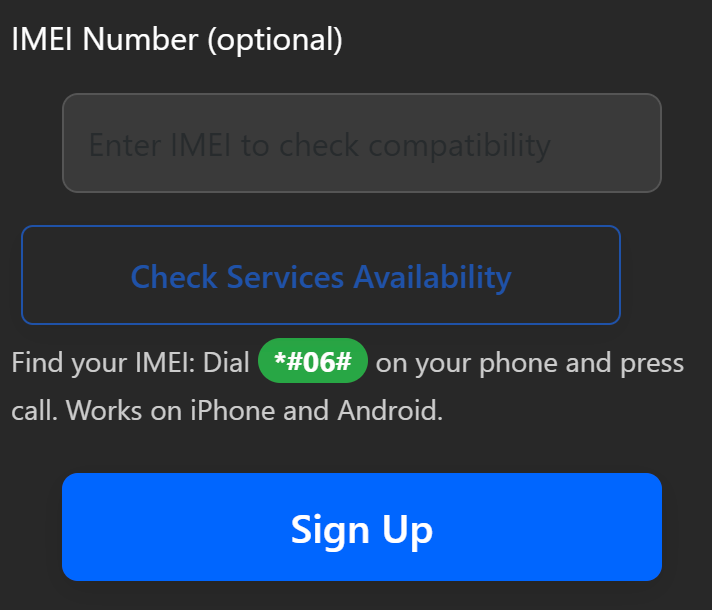 IMEI Number (optional)
Enter IMEI to check compatibility
Check Services Availability
Find your IMEI: Dial *#06# on your phone and press
call. Works on iPhone and Android.
Sign Up